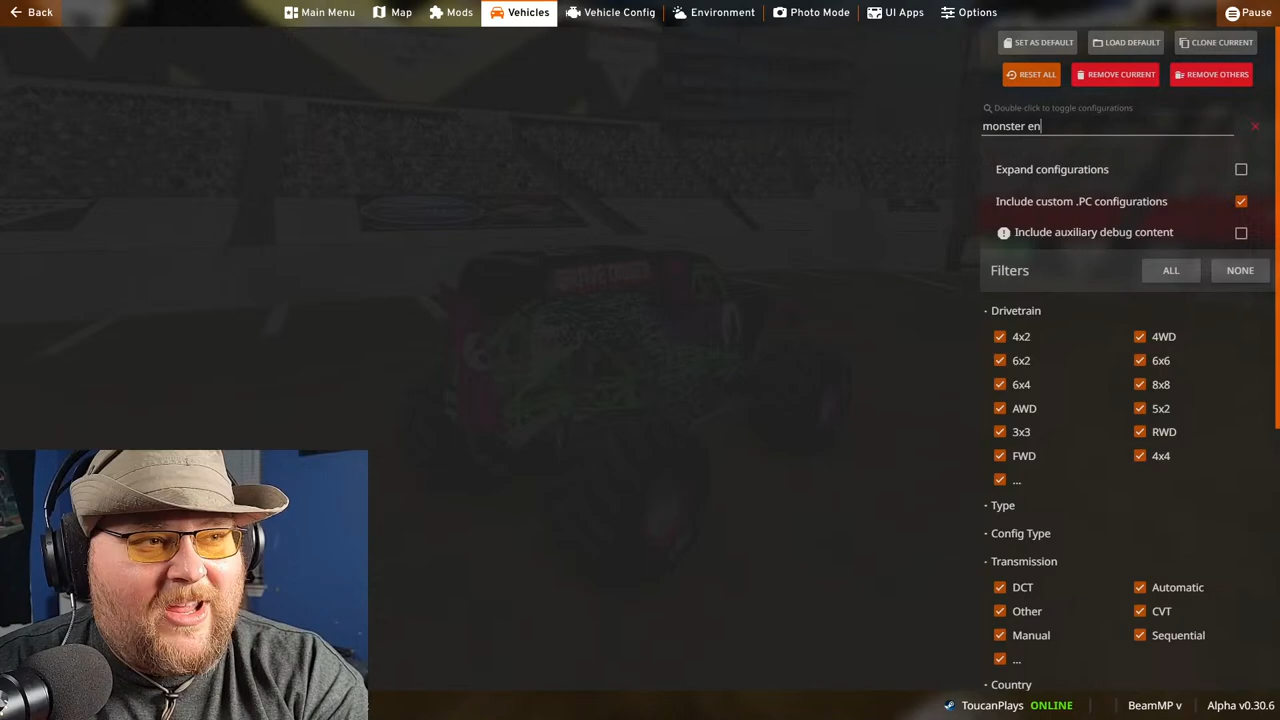 Back
Main Menu
Map
Mods
Vehicles
Vehicle Config
Environment
Photo Mode
UI Apps
Options
Pause
SET AS DEFAULT
LOAD DEFAULT
CLONE CURRENT
RESET ALL
REMOVE CURRENT
REMOVE OTHERS
Double-click to toggle configurations
monster en
Expand configurations
Include custom .PC configurations
Include auxiliary debug content
Filters
ALL
NONE
- Drivetrain
4x2
4WD
6x2
6x6
6x4
8x8
AWD
5x2
3x3
RWD
FWD
4x4
...
- Type
- Config Type
- Transmission
DCT
Automatic
Other
CVT
Manual
Sequential
...
- Country
ToucanPlays ONLINE
BeamMP v
Alpha v0.30.6